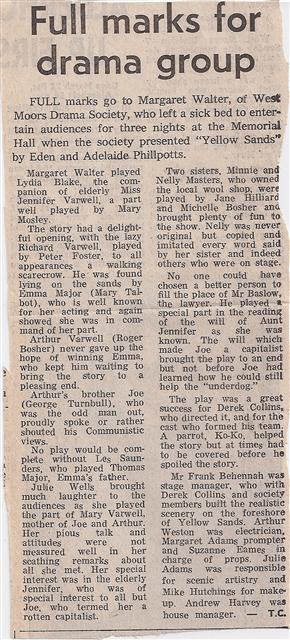 Full marks for
drama group
FULL marks go to Margaret Walter, of West
Moors Drama Society, who left a sick bed to enter-
tain audiences for three nights at the Memorial
Hall when the society presented "Yellow Sands"
by Eden and Adelaide Phillpotts.
Margaret Walter played
Lydia Blake, the com-
panion of elderly Miss
Jennifer Varwell, a part
well played by Mary
Mosley.
The story had a delight-
ful opening, with the lazy
Richard Varwell, played
by Peter Foster, to all
appearances a walking
scarecrow. He was found
lying on the sands by
Emma Major (Mary Tal-
bot), who is well known
for her acting and again
showed she was in com-
mand of her part.
Arthur Varwell (Roger
Bosher) never gave up the
hope of winning Emma,
who kept him waiting to
bring the story to a
pleasing end.
Arthur's brother Joe
(George Turnbull), who
was the odd man out,
proudly spoke or rather
shouted his Communistic
views.
No play would be com-
plete without Les Saun-
ders, who played Thomas
Major, Emma's father.
Julie Wells brought
much laughter to the
audiences as she played
the part of Mary Varwell,
mother of Joe and Arthur.
Her pious talk and
attitudes were not
measured well in her
scathing remarks about
all she met. Her special
interest was in the elderly
Jennifer, who was of
special interest to all but
Joe, who termed her a
rotten capitalist.
Two sisters, Minnie and
Nelly Masters, who owned
the local wool shop, were
played by Jane Hilliard
and Michelle Bosher and
brought plenty of fun to
the show. Nelly was never
original but copied and
imitated every word said
by her sister and indeed
others who were on stage.
No one could have
chosen a better person to
fill the place of Mr Baslow,
the lawyer. He played a
special part in the reading
of the will of Aunt
Jennifer as she was
known. The will which
made Joe a capitalist
brought the play to an end
but not before Joe had
learned how he could still
help the "underdog."
The play was a great
success for Derek Collins,
who directed it, and for the
cast who formed his team.
A parrot, Ko-Ko, helped
the story but at times had
to be covered before he
spoiled the story.
Mr Frank Behennah was
stage manager, who with
Derek Collins and society
members built the realistic
scenery on the foreshore
of Yellow Sands. Arthur
Weston was electrician,
Margaret Adams prompter
and Suzanne Eames in
charge of props. Julie
Adams was responsible
for scenic artistry and
Mike Hutchings for make-
up. Andrew Harvey was
house manager. — T.C.